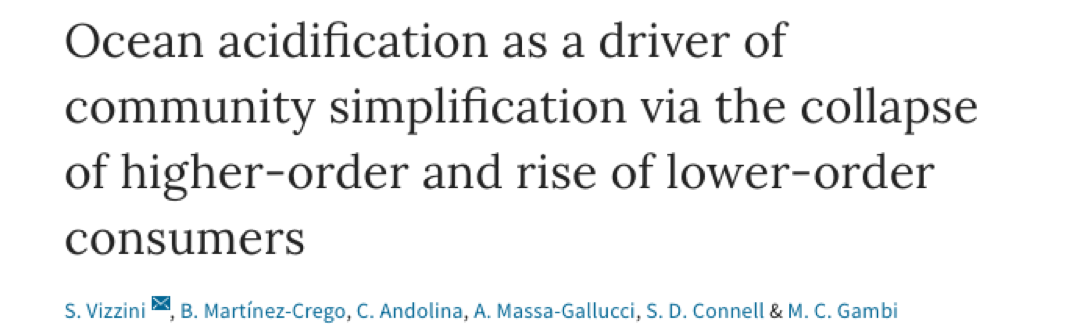 Ocean acidification as a driver of
community simplification via the collapse
of higher-order and rise of lower-order
consumers
S. Vizzini, B. Martínez-Crego, C. Andolina, A. Massa-Gallucci, S. D. Connell & M. C. Gambi